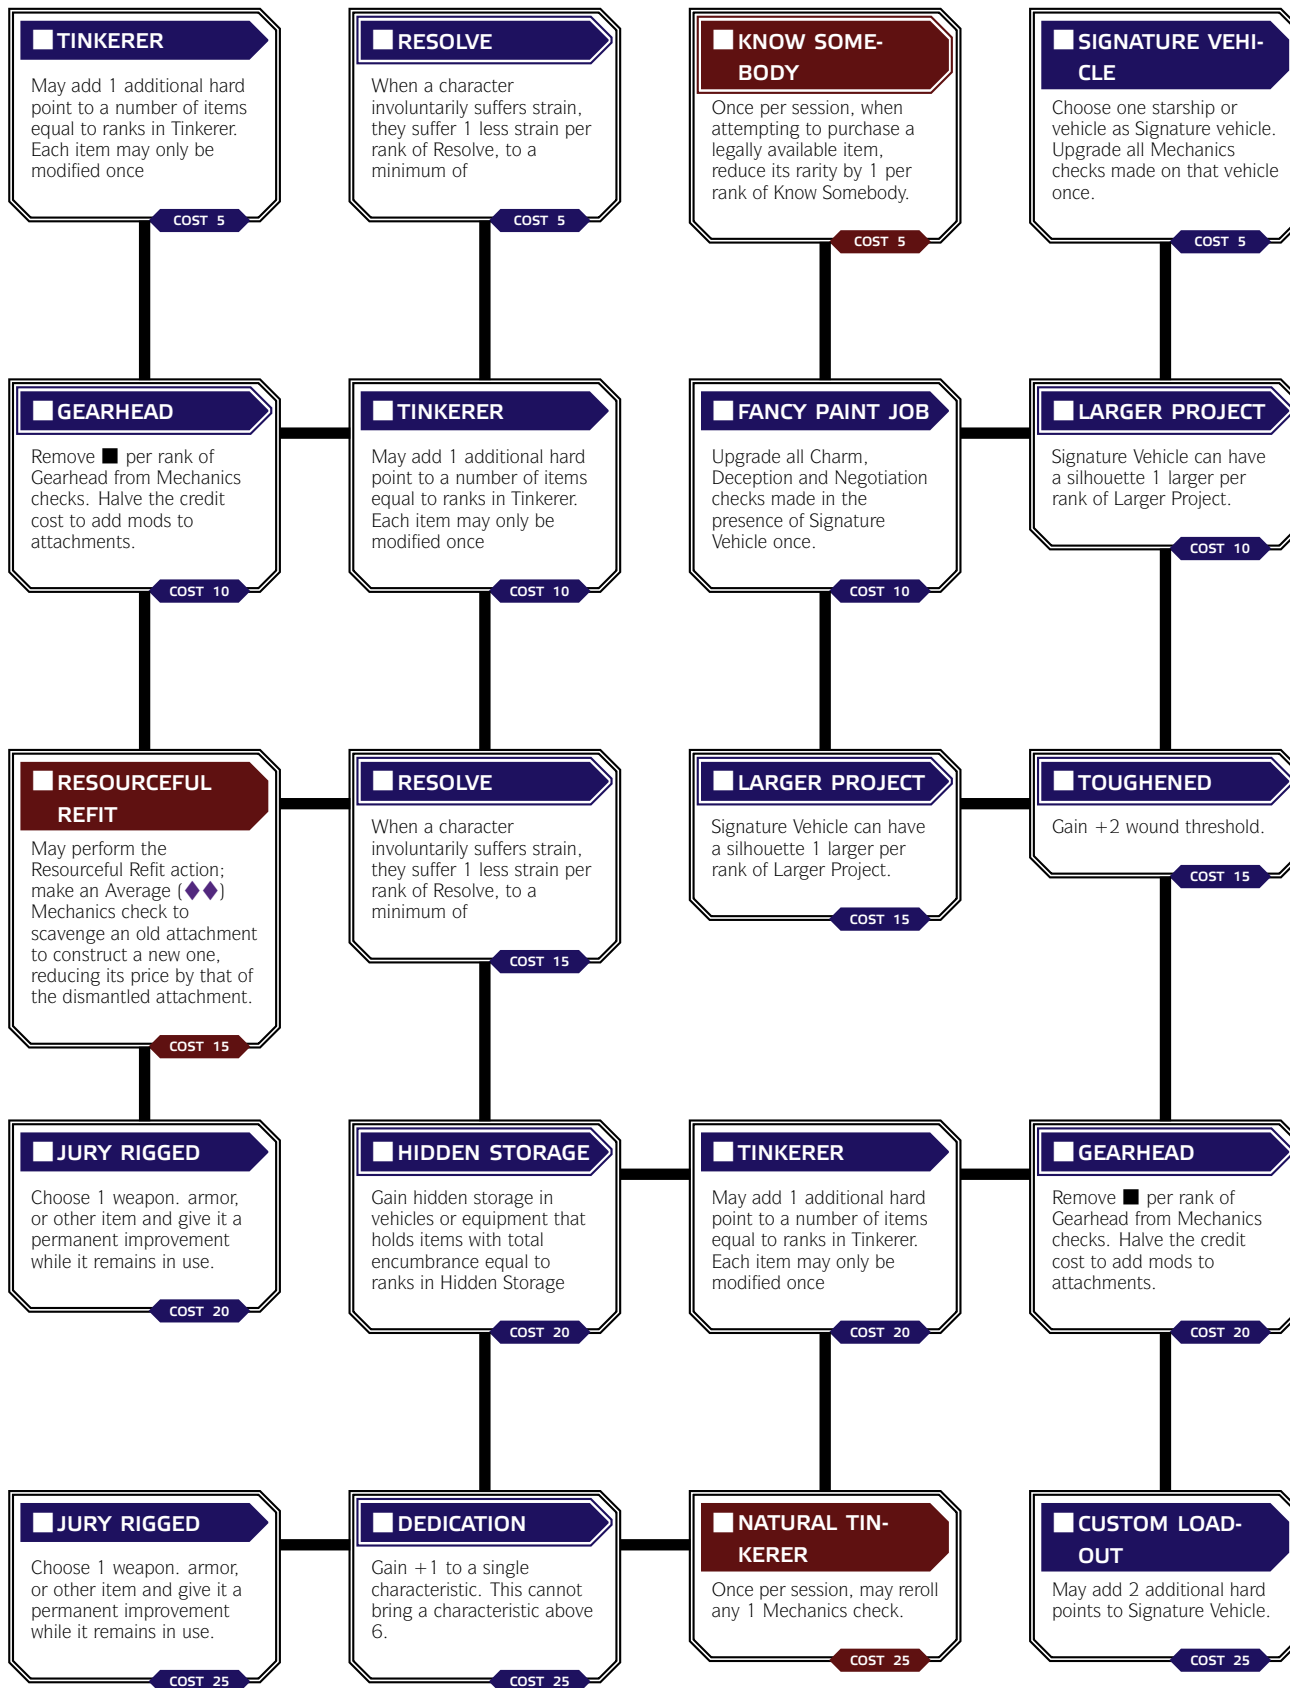 TINKERER
May add 1 additional hard
point to a number of items
equal to ranks in Tinkerer.
Each item may only be
modified once
COST 5
RESOLVE
When a character
involuntarily suffers strain,
they suffer 1 less strain per
rank of Resolve, to a
minimum of
COST 5
KNOW SOME-
BODY
Once per session, when
attempting to purchase a
legally available item,
reduce its rarity by 1 per
rank of Know Somebody.
COST 5
SIGNATURE VEHI-
CLE
Choose one starship or
vehicle as Signature vehicle.
Upgrade all Mechanics
checks made on that vehicle
once.
COST 5
GEARHEAD
Remove ■ per rank of
Gearhead from Mechanics
checks. Halve the credit
cost to add mods to
attachments.
COST 10
TINKERER
May add 1 additional hard
point to a number of items
equal to ranks in Tinkerer.
Each item may only be
modified once
COST 10
FANCY PAINT JOB
Upgrade all Charm,
Deception and Negotiation
checks made in the
presence of Signature
Vehicle once.
COST 10
LARGER PROJECT
Signature Vehicle can have
a silhouette 1 larger per
rank of Larger Project.
COST 10
RESOURCEFUL
REFIT
May perform the
Resourceful Refit action;
make an Average (♦♦)
Mechanics check to
scavenge an old attachment
to construct a new one,
reducing its price by that of
the dismantled attachment.
COST 15
RESOLVE
When a character
involuntarily suffers strain,
they suffer 1 less strain per
rank of Resolve, to a
minimum of
COST 15
LARGER PROJECT
Signature Vehicle can have
a silhouette 1 larger per
rank of Larger Project.
COST 15
TOUGHENED
Gain +2 wound threshold.
COST 15
JURY RIGGED
Choose 1 weapon. armor,
or other item and give it a
permanent improvement
while it remains in use.
COST 20
HIDDEN STORAGE
Gain hidden storage in
vehicles or equipment that
holds items with total
encumbrance equal to
ranks in Hidden Storage
COST 20
TINKERER
May add 1 additional hard
point to a number of items
equal to ranks in Tinkerer.
Each item may only be
modified once
COST 20
GEARHEAD
Remove ■ per rank of
Gearhead from Mechanics
checks. Halve the credit
cost to add mods to
attachments.
COST 20
JURY RIGGED
Choose 1 weapon. armor,
or other item and give it a
permanent improvement
while it remains in use.
COST 25
DEDICATION
Gain +1 to a single
characteristic. This cannot
bring a characteristic above
6.
COST 25
NATURAL TIN-
KERER
Once per session, may reroll
any 1 Mechanics check.
COST 25
CUSTOM LOAD-
OUT
May add 2 additional hard
points to Signature Vehicle.
COST 25